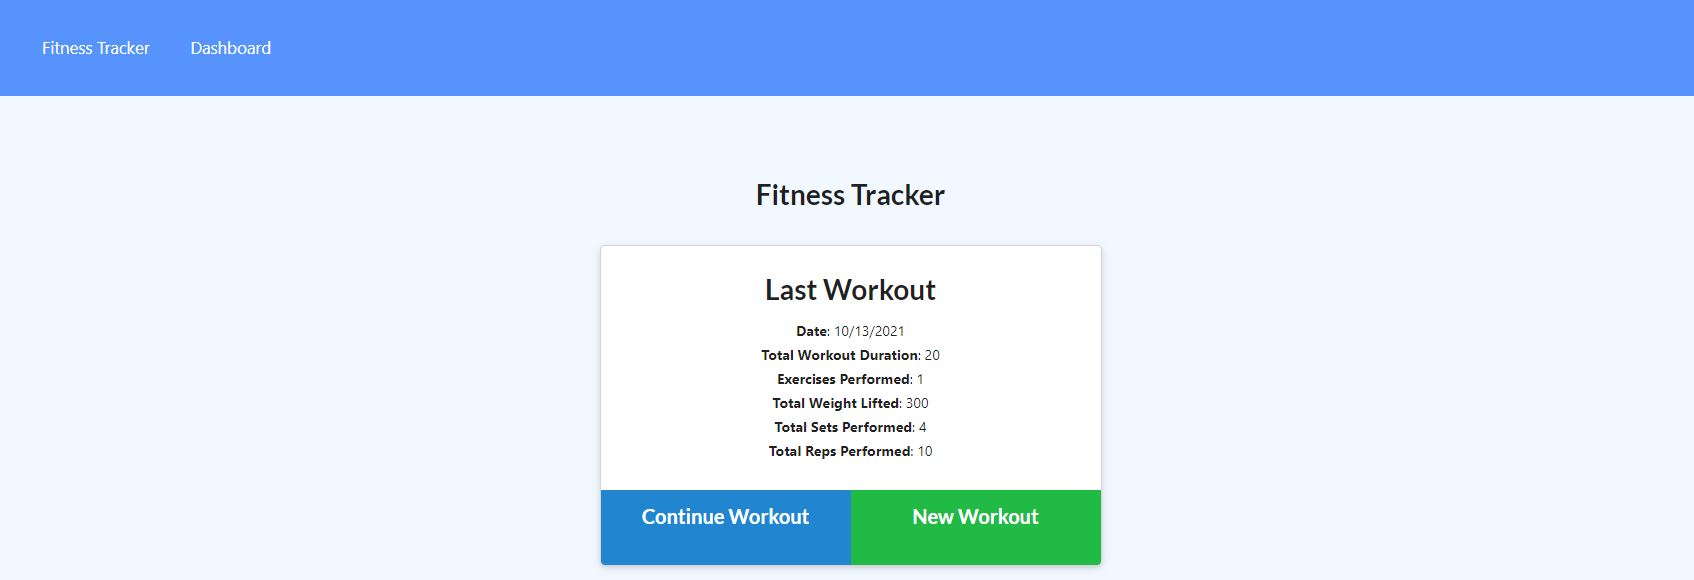 Fitness Tracker Dashboard
Fitness Tracker
Last Workout
Date: 10/13/2021
Total Workout Duration: 20
Exercises Performed: 1
Total Weight Lifted: 300
Total Sets Performed: 4
Total Reps Performed: 10
Continue Workout New Workout